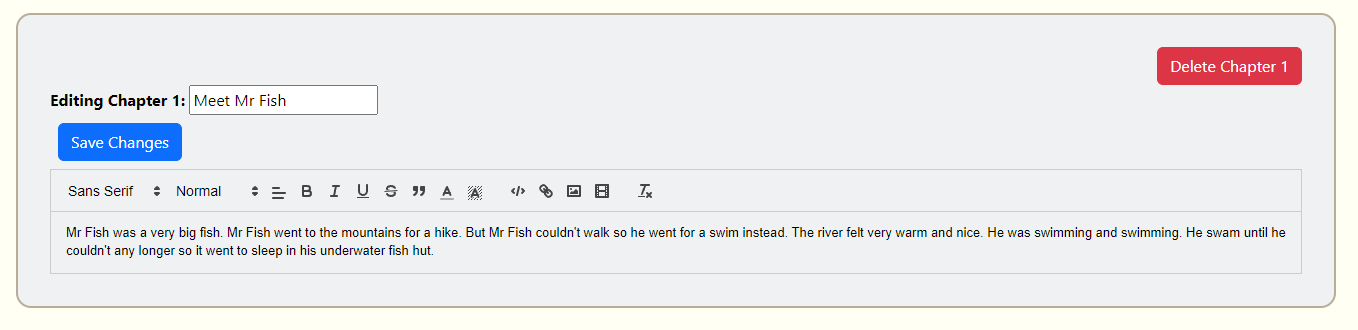 Delete Chapter 1
Editing Chapter 1: Meet Mr Fish
Save Changes
Sans Serif Normal
Mr Fish was a very big fish. Mr Fish went to the mountains for a hike. But Mr Fish couldn't walk so he went for a swim instead. The river felt very warm and nice. He was swimming and swimming. He swam until he
couldn't any longer so it went to sleep in his underwater fish hut.